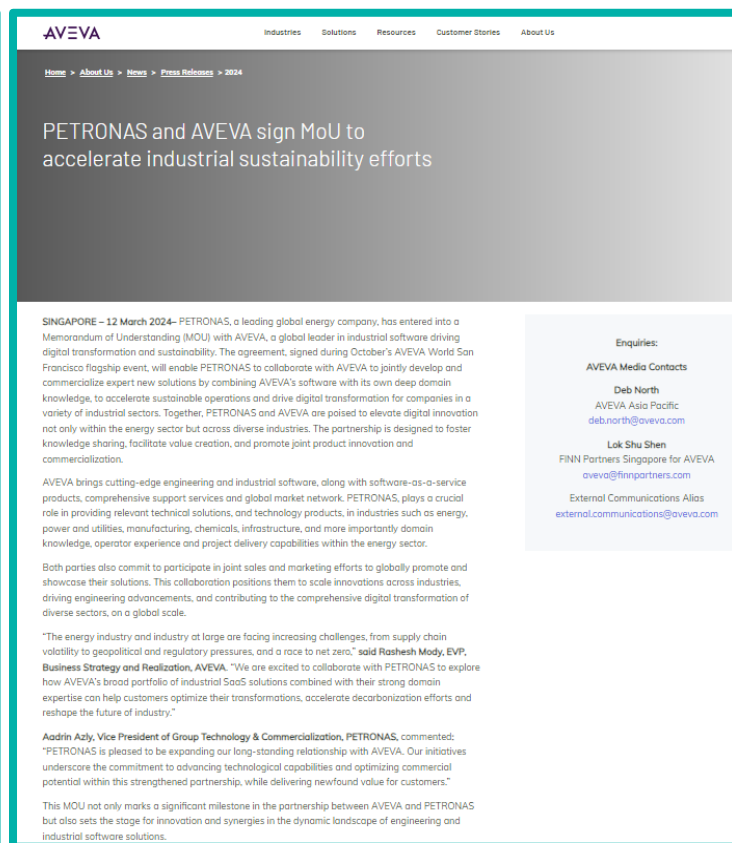 AVEVA
Industries Solutions Resources Customer Stories About Us
Home > About Us > News > Press Releases > 2024
PETRONAS and AVEVA sign MoU to
accelerate industrial sustainability efforts
SINGAPORE – 12 March 2024– PETRONAS, a leading global energy company, has entered into a
Memorandum of Understanding (MOU) with AVEVA, a global leader in industrial software driving
digital transformation and sustainability. The agreement, signed during October's AVEVA World San
Francisco flagship event, will enable PETRONAS to collaborate with AVEVA to jointly develop and
commercialize expert new solutions by combining AVEVA's software with its own deep domain
knowledge, to accelerate sustainable operations and drive digital transformation for companies in a
variety of industrial sectors. Together, PETRONAS and AVEVA are poised to elevate digital innovation
not only within the energy sector but across diverse industries. The partnership is designed to foster
knowledge sharing, facilitate value creation, and promote joint product innovation and
commercialization.
AVEVA brings cutting-edge engineering and industrial software, along with software-as-a-service
products, comprehensive support services and global market network. PETRONAS, plays a crucial
role in providing relevant technical solutions, and technology products, in industries such as energy,
power and utilities, manufacturing, chemicals, infrastructure, and more importantly domain
knowledge, operator experience and project delivery capabilities within the energy sector.
Both parties also commit to participate in joint sales and marketing efforts to globally promote and
showcase their solutions. This collaboration positions them to scale innovations across industries,
driving engineering advancements, and contributing to the comprehensive digital transformation of
diverse sectors, on a global scale.
"The energy industry and industry at large are facing increasing challenges, from supply chain
volatility to geopolitical and regulatory pressures, and a race to net zero," said Rashesh Mody, EVP,
Business Strategy and Realization, AVEVA. "We are excited to collaborate with PETRONAS to explore
how AVEVA's broad portfolio of industrial SaaS solutions combined with their strong domain
expertise can help customers optimize their transformations, accelerate decarbonization efforts and
reshape the future of industry."
Aadrin Azly, Vice President of Group Technology & Commercialization, PETRONAS, commented:
"PETRONAS is pleased to be expanding our long-standing relationship with AVEVA. Our initiatives
underscore the commitment to advancing technological capabilities and optimizing commercial
potential within this strengthened partnership, while delivering newfound value for customers."
This MOU not only marks a significant milestone in the partnership between AVEVA and PETRONAS
but also sets the stage for innovation and synergies in the dynamic landscape of engineering and
industrial software solutions.
Enquiries:
AVEVA Media Contacts
Deb North
AVEVA Asia Pacific
deb.north@aveva.com
Lok Shu Shen
FINN Partners Singapore for AVEVA
aveva@finnpartners.com
External Communications Alias
external.communications@aveva.com